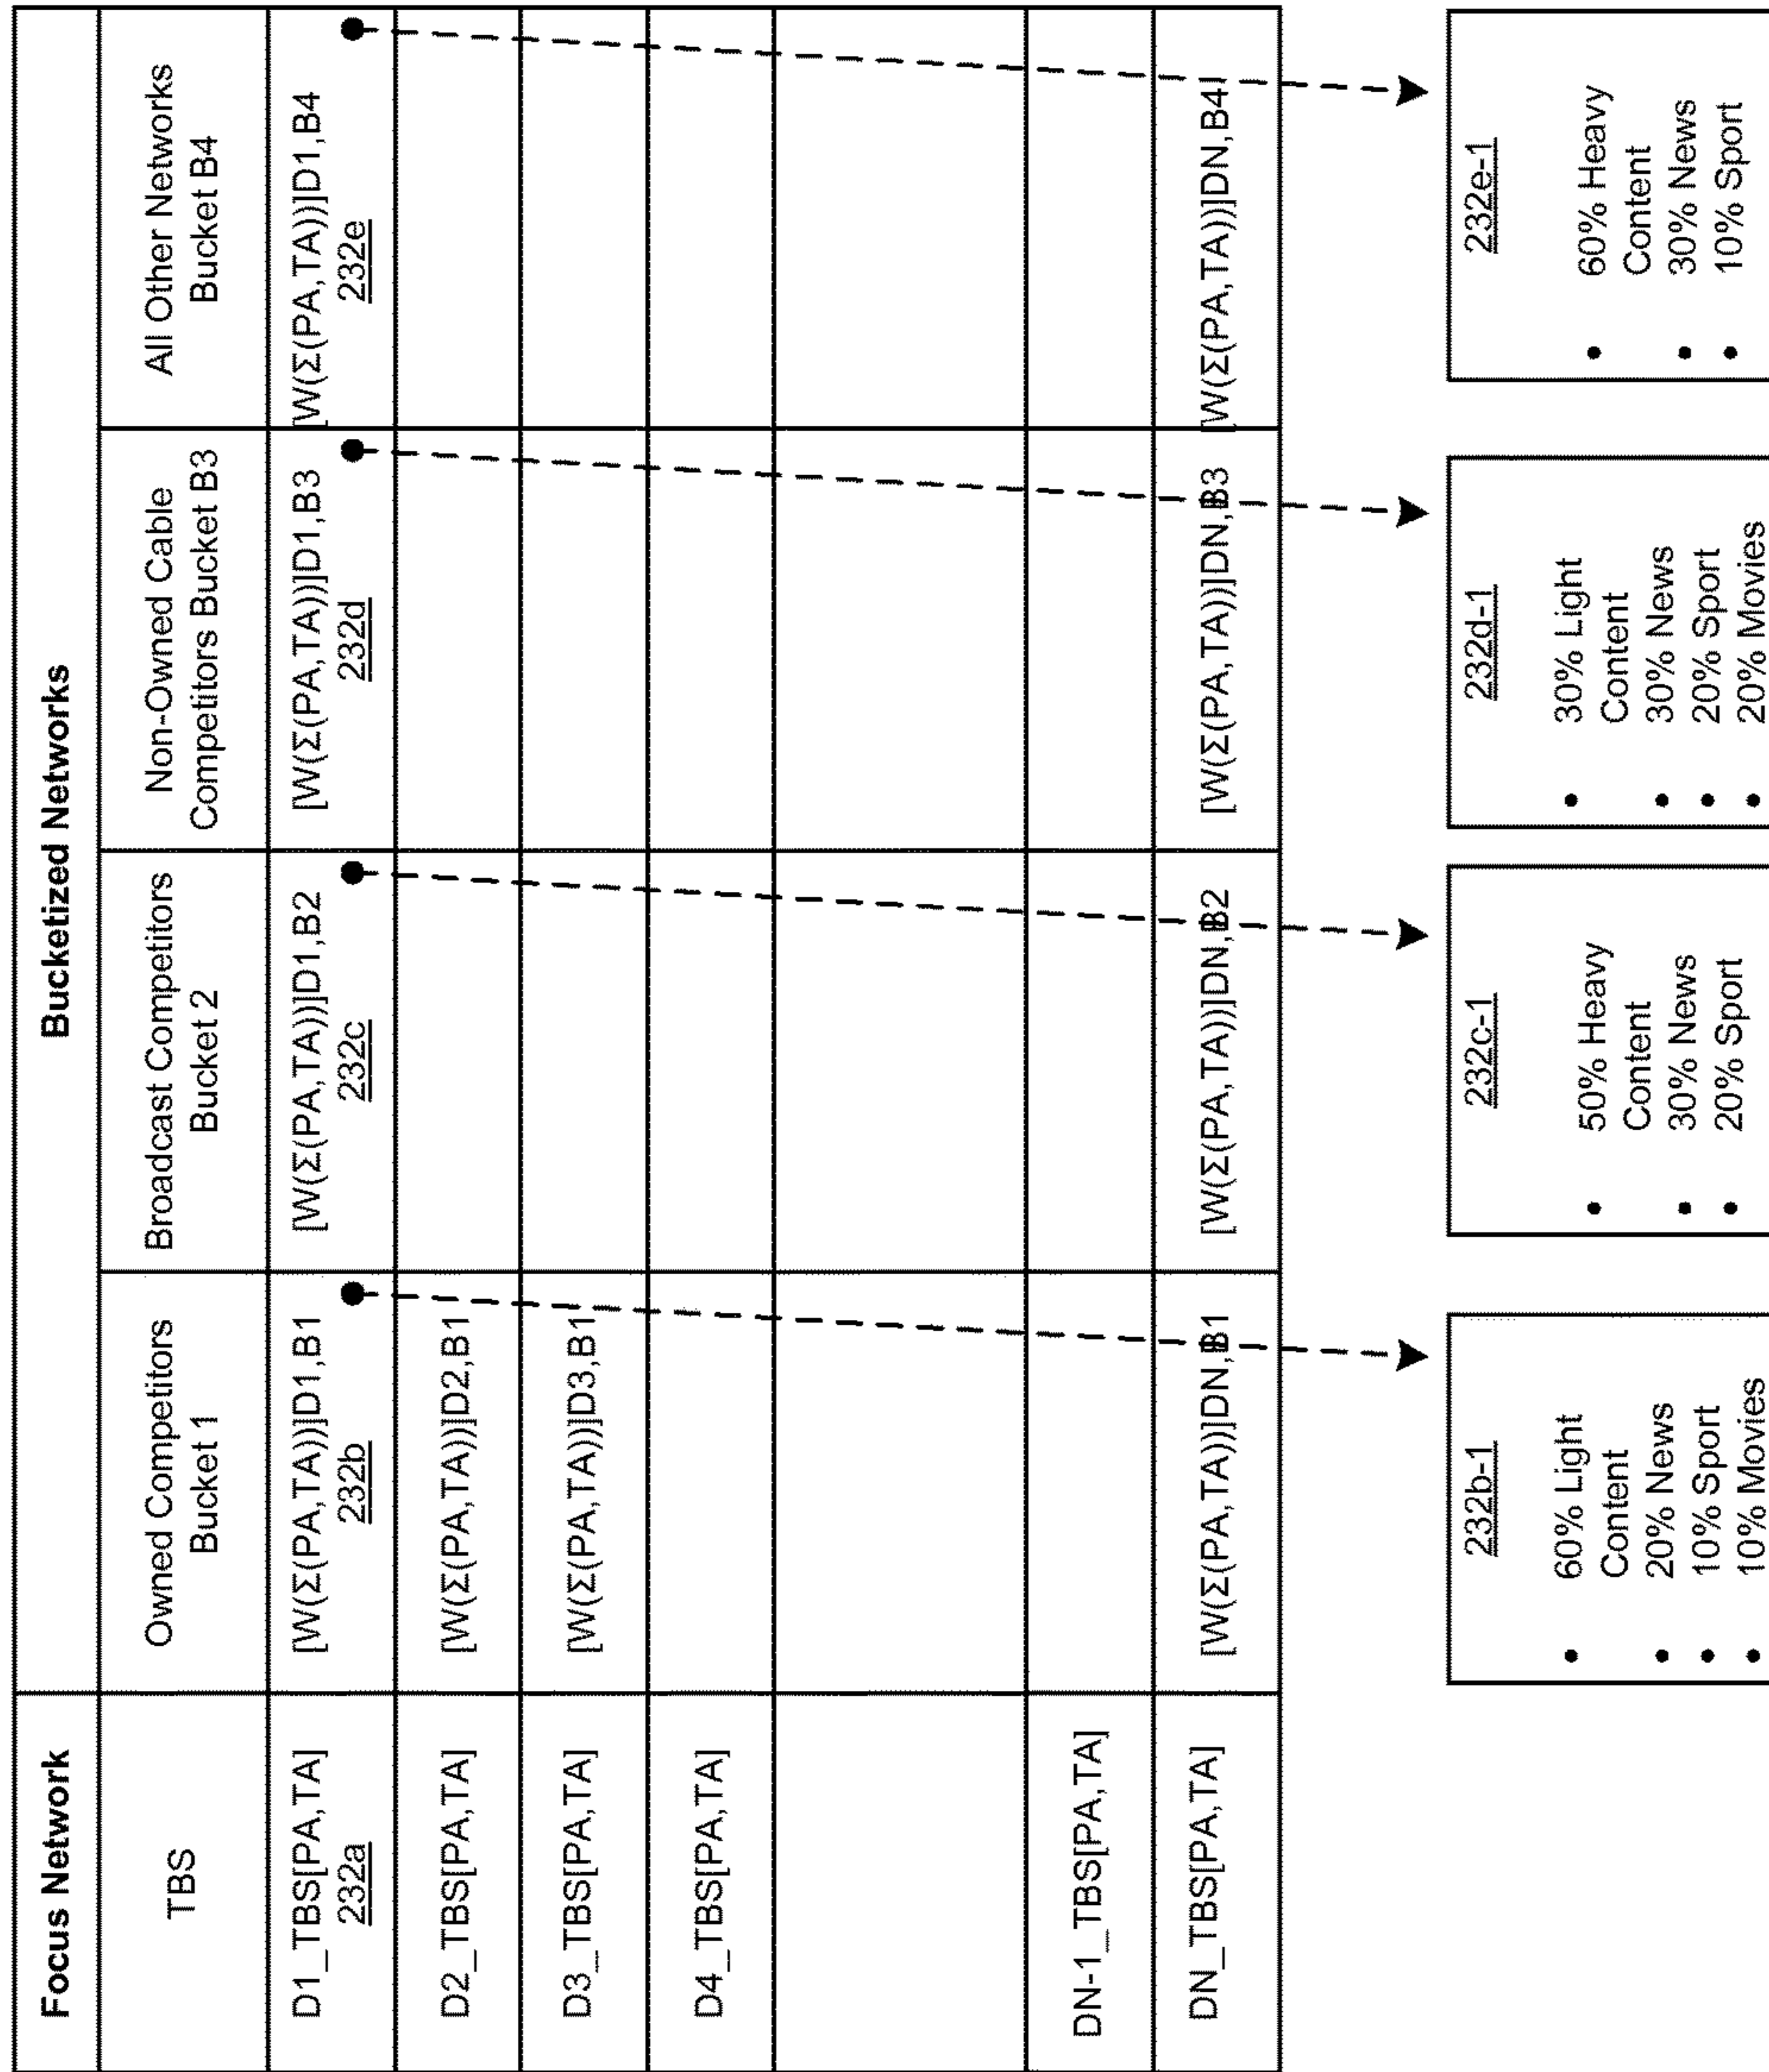 Focus Network
Bucketized Networks
TBS
Owned Competitors
Bucket 1
Broadcast Competitors
Bucket 2
Non-Owned Cable
Competitors Bucket B3
All Other Networks
Bucket B4
D1_TBS[PA,TA]
232a
[W(Σ(PA,TA))]D1,B1
232b
[W(Σ(PA,TA))]D1,B2
232c
[W(Σ(PA,TA))]D1,B3
232d
[W(Σ(PA,TA))]D1,B4
232e
D2_TBS[PA,TA]
[W(Σ(PA,TA))]D2,B1
D3_TBS[PA,TA]
[W(Σ(PA,TA))]D3,B1
D4_TBS[PA,TA]
DN-1_TBS[PA,TA]
DN_TBS[PA,TA]
[W(Σ(PA,TA))]DN,B1
[W(Σ(PA,TA))]DN,B2
[W(Σ(PA,TA))]DN,B3
[W(Σ(PA,TA))]DN,B4
232b-1
• 60% Light
Content
• 20% News
• 10% Sport
• 10% Movies
232c-1
• 50% Heavy
Content
• 30% News
• 20% Sport
232d-1
• 30% Light
Content
• 30% News
• 20% Sport
• 20% Movies
232e-1
• 60% Heavy
Content
• 30% News
• 10% Sport